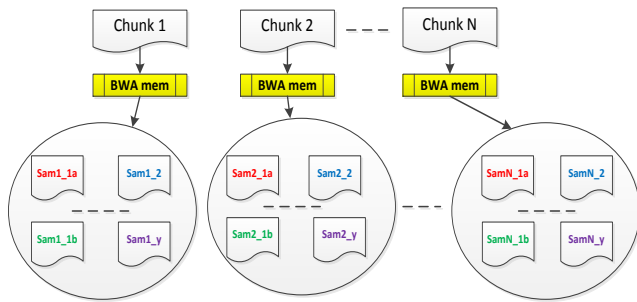 Chunk 1 Chunk 2 Chunk N
BWA mem BWA mem BWA mem
Sam1_1a Sam1_2 Sam2_1a Sam2_2 SamN_1a SamN_2
Sam1_1b Sam1_y Sam2_1b Sam2_y SamN_1b SamN_y